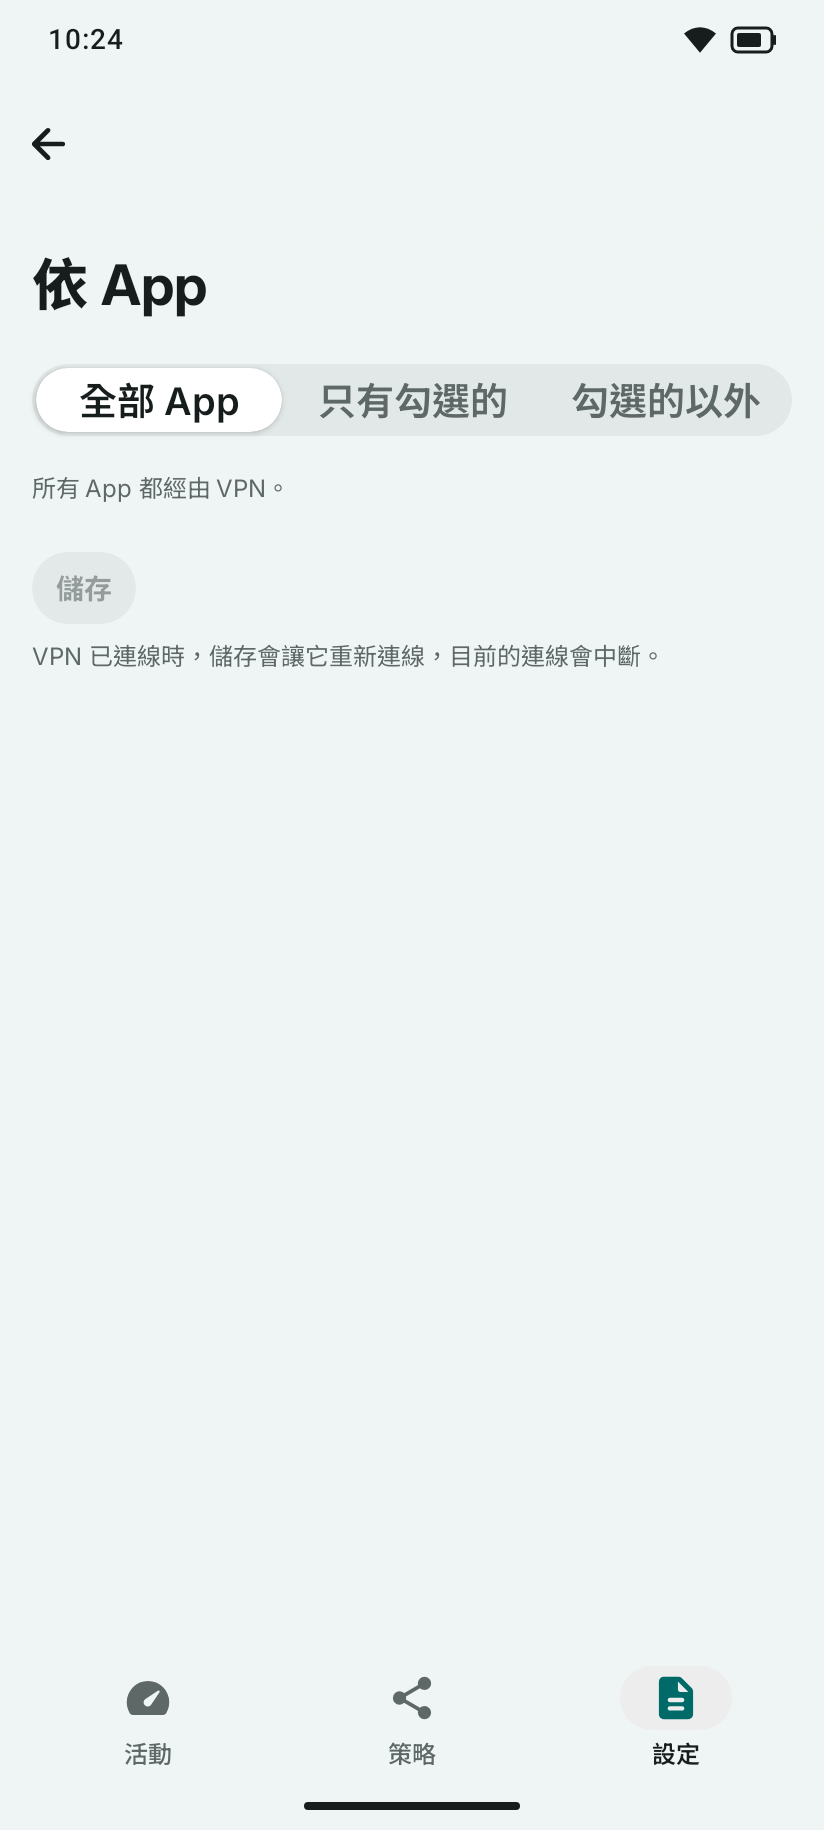 10:24
依 App
全部 App
只有勾選的
勾選的以外
所有 App 都經由 VPN。
儲存
VPN 已連線時，儲存會讓它重新連線，目前的連線會中斷。
活動
策略
設定